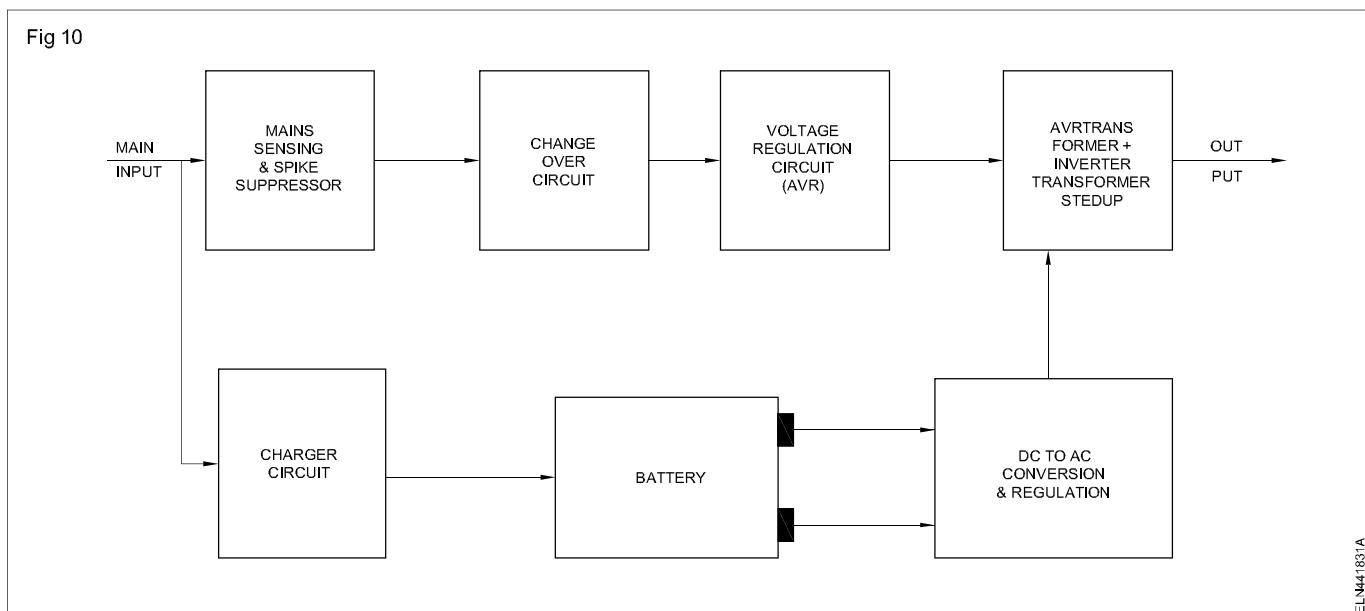 Fig 10
MAIN
INPUT
MAINS
SENSING
& SPIKE
SUPPRESSOR
CHANGE
OVER
CIRCUIT
VOLTAGE
REGULATION
CIRCUIT
(AVR)
AVRTRANS
FORMER +
INVERTER
TRANSFORMER
STEDUP
OUT
PUT
CHARGER
CIRCUIT
BATTERY
DC TO AC
CONVERSION
& REGULATION
ELN441831A